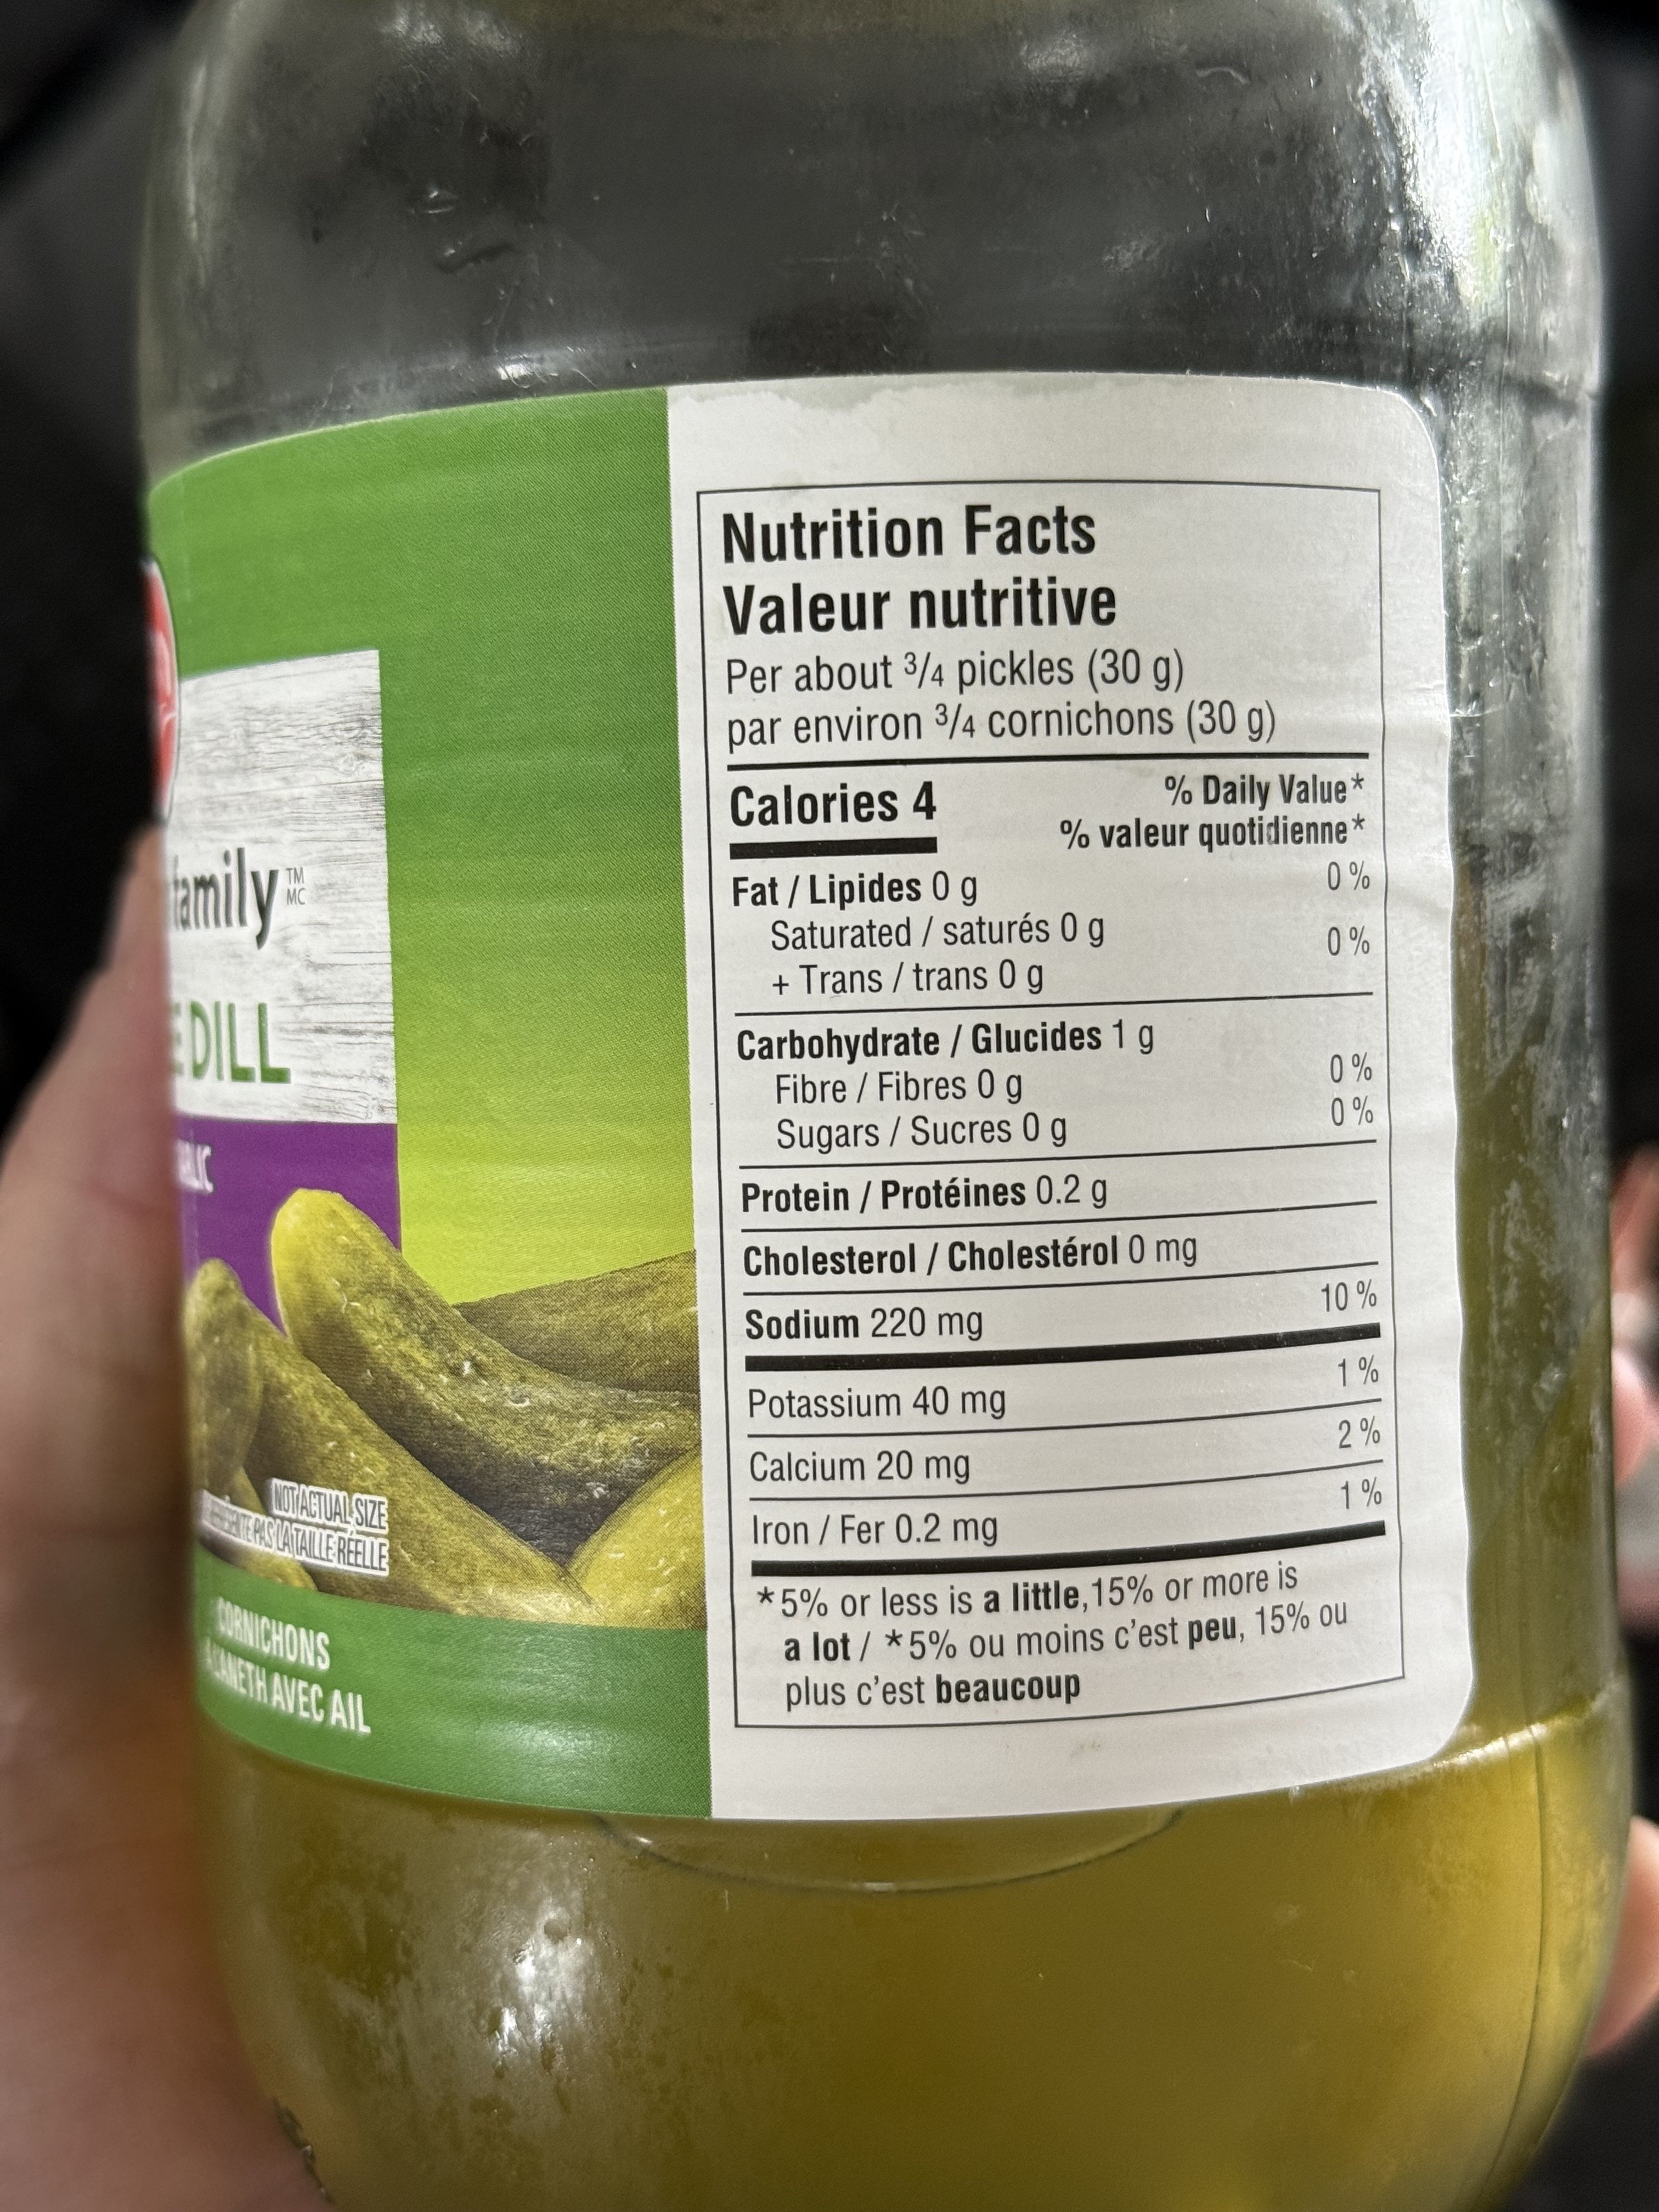 family TM
MC
DILL
NOT ACTUAL SIZE
PAS LA TAILLE RÉELLE
CORNICHONS
À L'ANETH AVEC AIL
Nutrition Facts
Valeur nutritive
Per about 3/4 pickles (30 g)
par environ 3/4 cornichons (30 g)
Calories 4
% Daily Value*
% valeur quotidienne*
Fat / Lipides 0 g 0 %
Saturated / saturés 0 g 0 %
+ Trans / trans 0 g
Carbohydrate / Glucides 1 g
Fibre / Fibres 0 g 0 %
Sugars / Sucres 0 g 0 %
Protein / Protéines 0.2 g
Cholesterol / Cholestérol 0 mg
Sodium 220 mg 10 %
Potassium 40 mg 1 %
Calcium 20 mg 2 %
Iron / Fer 0.2 mg 1 %
*5% or less is a little,15% or more is
a lot / *5% ou moins c'est peu, 15% ou
plus c'est beaucoup